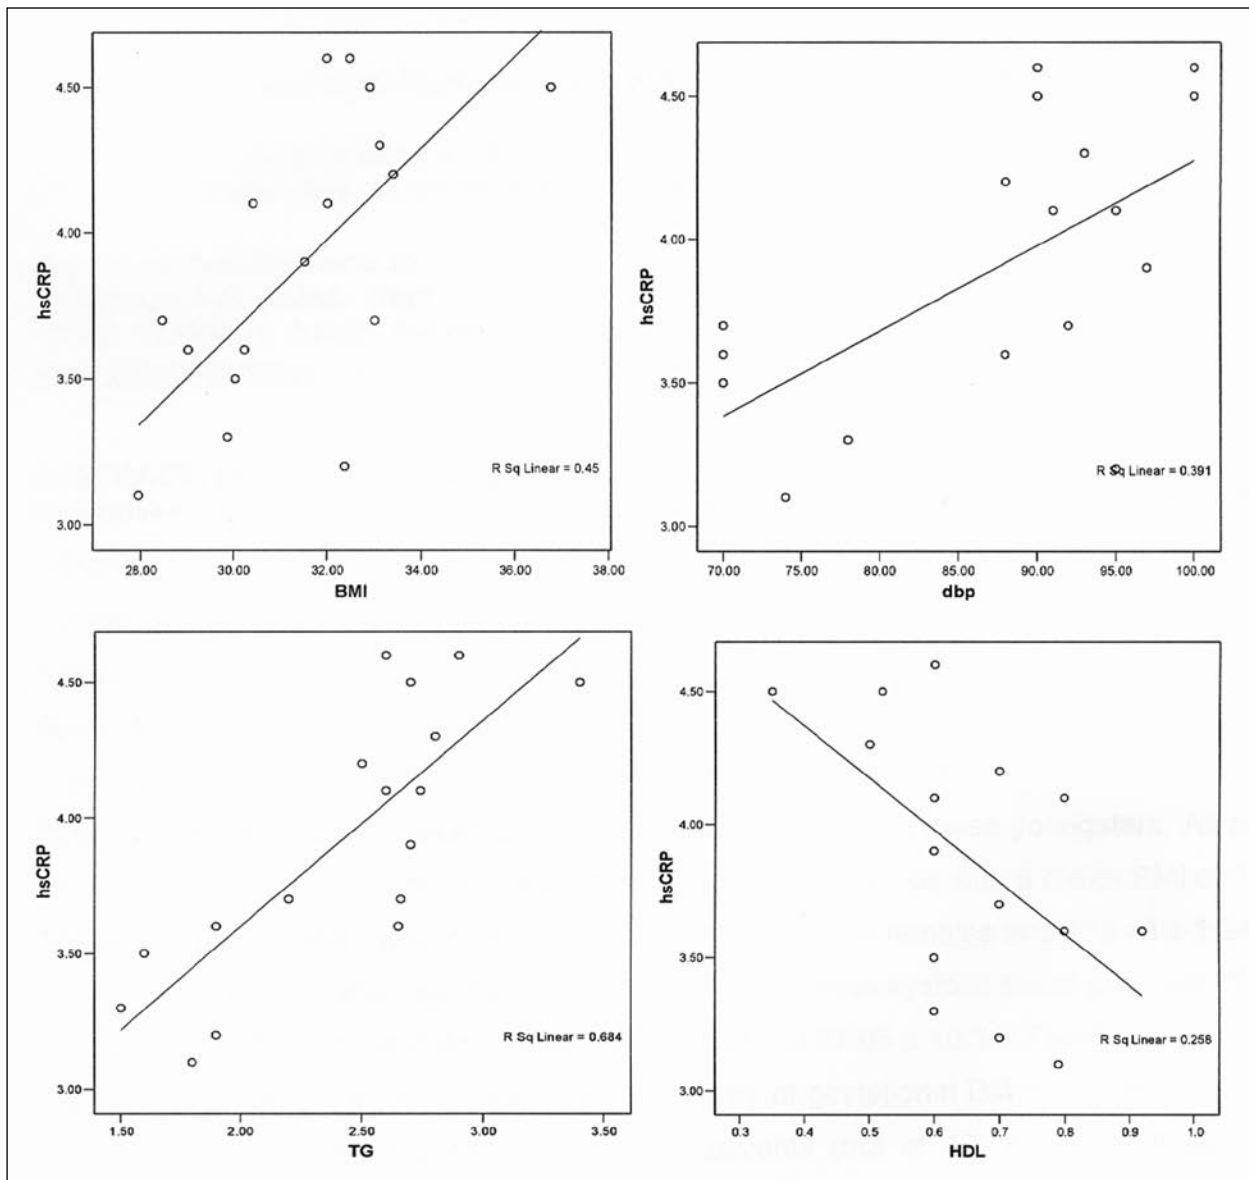 hsCRP
4.50
4.00
3.50
3.00
R Sq Linear = 0.45
28.00 30.00 32.00 34.00 36.00 38.00
BMI
hsCRP
4.50
4.00
3.50
3.00
R Sq Linear = 0.391
70.00 75.00 80.00 85.00 90.00 95.00 100.00
dbp
hsCRP
4.50
4.00
3.50
3.00
R Sq Linear = 0.684
1.50 2.00 2.50 3.00 3.50
TG
hsCRP
4.50
4.00
3.50
3.00
R Sq Linear = 0.258
0.3 0.4 0.5 0.6 0.7 0.8 0.9 1.0
HDL